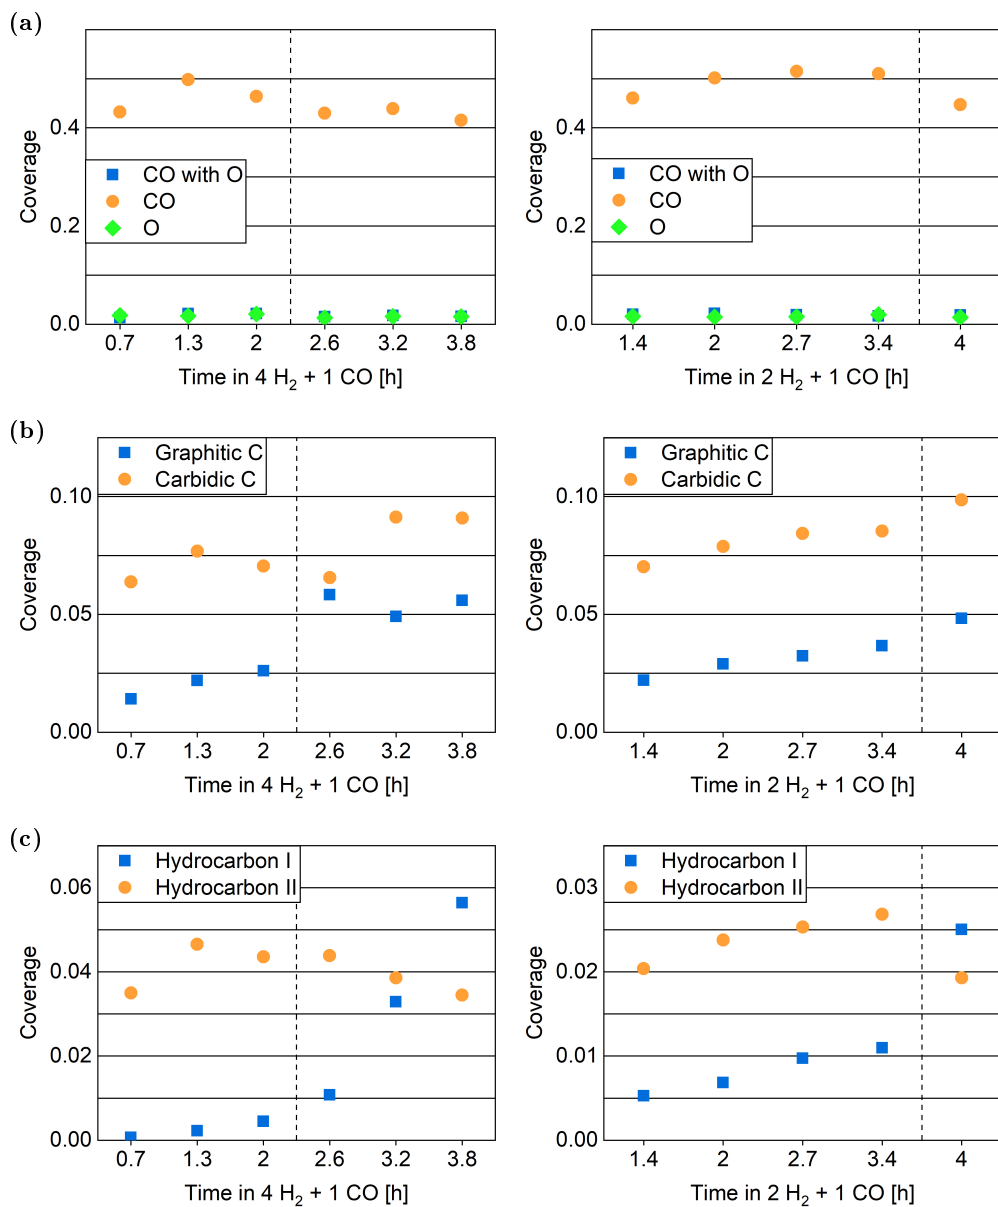 (a)
Coverage
0.4
0.2
0.0
CO with O
CO
O
0.7 1.3 2 2.6 3.2 3.8
Time in 4 H₂ + 1 CO [h]
Coverage
0.4
0.2
0.0
CO with O
CO
O
1.4 2 2.7 3.4 4
Time in 2 H₂ + 1 CO [h]
(b)
Coverage
0.10
0.05
0.00
Graphitic C
Carbidic C
0.7 1.3 2 2.6 3.2 3.8
Time in 4 H₂ + 1 CO [h]
Coverage
0.10
0.05
0.00
Graphitic C
Carbidic C
1.4 2 2.7 3.4 4
Time in 2 H₂ + 1 CO [h]
(c)
Coverage
0.06
0.04
0.02
0.00
Hydrocarbon I
Hydrocarbon II
0.7 1.3 2 2.6 3.2 3.8
Time in 4 H₂ + 1 CO [h]
Coverage
0.03
0.02
0.01
0.00
Hydrocarbon I
Hydrocarbon II
1.4 2 2.7 3.4 4
Time in 2 H₂ + 1 CO [h]